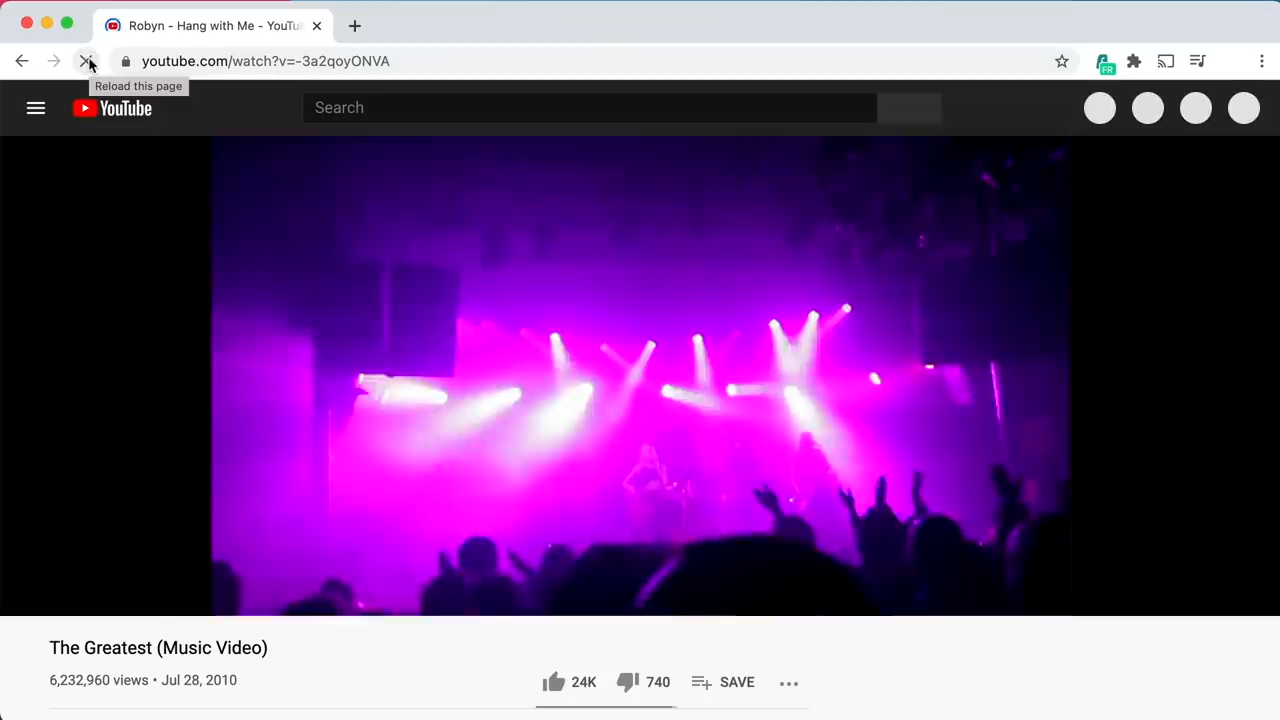 Robyn - Hang with Me - YouTu
youtube.com/watch?v=-3a2qoyONVA
FR
Reload this page
YouTube
Search
The Greatest (Music Video)
6,232,960 views • Jul 28, 2010
24K
740
SAVE